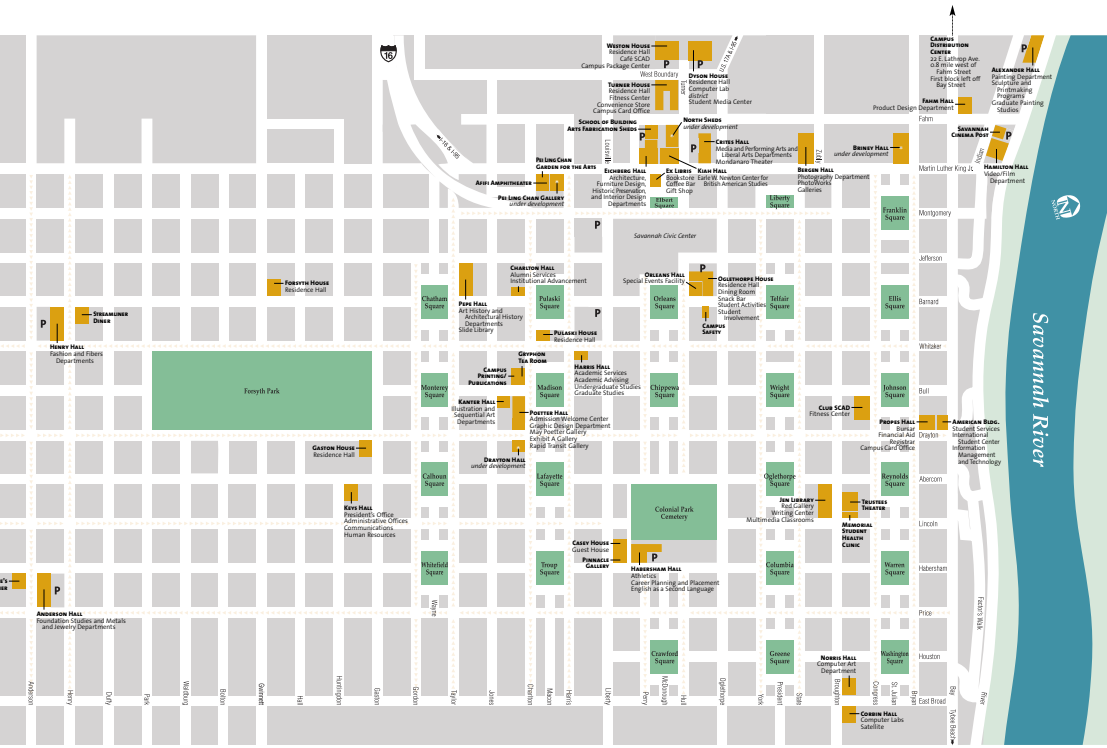 16
I-16 & I-95
U.S. 17A & I-95
WESTON HOUSE
Residence Hall
Café SCAD
Campus Package Center
P
P
DYSON HOUSE
Residence Hall
Computer Lab
district
Student Media Center
West Boundary
TURNER HOUSE
Residence Hall
Fitness Center
Convenience Store
Campus Card Office
Turner
CAMPUS
DISTRIBUTION
CENTER
22 E. Lathrop Ave.
0.8 mile west of
Fahm Street
First block left off
Bay Street
P
ALEXANDER HALL
Painting Department
Sculpture and
Printmaking
Programs
Graduate Painting
Studios
FAHM HALL
Product Design Department
Fahm
SCHOOL OF BUILDING
ARTS FABRICATION SHEDS
P
NORTH SHEDS
under development
P
CRITES HALL
Media and Performing Arts and
Liberal Arts Departments
Mondanaro Theater
Louisville
Zubly
BRINEY HALL
under development
SAVANNAH
CINEMA POST
P
Indian
HAMILTON HALL
Video/Film
Department
Martin Luther King Jr.
PEI LING CHAN
GARDEN FOR THE ARTS
AFIFI AMPHITHEATER
PEI LING CHAN GALLERY
under development
EICHBERG HALL
Architecture,
Furniture Design,
Historic Preservation,
and Interior Design
Departments
EX LIBRIS
Bookstore
Coffee Bar
Gift Shop
KIAH HALL
Earle W. Newton Center for
British American Studies
BERGEN HALL
Photography Department
PhotoWorks
Galleries
Elbert
Square
Liberty
Square
Franklin
Square
Montgomery
P
Savannah Civic Center
NORTH
Jefferson
FORSYTH HOUSE
Residence Hall
CHARLTON HALL
Alumni Services
Institutional Advancement
ORLEANS HALL
Special Events Facility
P
OGLETHORPE HOUSE
Residence Hall
Dining Room
Snack Bar
Student Activities
Student
Involvement
CAMPUS
SAFETY
PEPE HALL
Art History and
Architectural History
Departments
Slide Library
Chatham
Square
Pulaski
Square
P
Orleans
Square
Telfair
Square
Ellis
Square
Barnard
P
STREAMLINER
DINER
HENRY HALL
Fashion and Fibers
Departments
PULASKI HOUSE
Residence Hall
Whitaker
GRYPHON
TEA ROOM
CAMPUS
PRINTING/
PUBLICATIONS
HARRIS HALL
Academic Services
Academic Advising
Undergraduate Studies
Graduate Studies
Forsyth Park
Monterey
Square
Madison
Square
Chippewa
Square
Wright
Square
Johnson
Square
Bull
KANTER HALL
Illustration and
Sequential Art
Departments
POETTER HALL
Admission Welcome Center
Graphic Design Department
May Poetter Gallery
Exhibit A Gallery
Rapid Transit Gallery
CLUB SCAD
Fitness Center
PROPES HALL
Bursar
Financial Aid
Registrar
Campus Card Office
AMERICAN BLDG.
Student Services
International
Student Center
Information
Management
and Technology
Drayton
GASTON HOUSE
Residence Hall
DRAYTON HALL
under development
Savannah River
Calhoun
Square
Lafayette
Square
Oglethorpe
Square
Reynolds
Square
Abercorn
KEYS HALL
President's Office
Administrative Offices
Communications
Human Resources
Colonial Park
Cemetery
JEN LIBRARY
Red Gallery
Writing Center
Multimedia Classrooms
TRUSTEES
THEATER
MEMORIAL
STUDENT
HEALTH
CLINIC
Lincoln
CASEY HOUSE
Guest House
PINNACLE
GALLERY
P
HABERSHAM HALL
Athletics
Career Planning and Placement
English as a Second Language
Whitefield
Square
Troup
Square
Columbia
Square
Warren
Square
Habersham
P
ANDERSON HALL
Foundation Studies and Metals
and Jewelry Departments
Wayne
Price
Factor's Walk
Crawford
Square
Greene
Square
Washington
Square
Houston
NORRIS HALL
Computer Art
Department
East Broad
CORBIN HALL
Computer Labs
Satellite
Anderson
Henry
Duffy
Park
Waldburg
Bolton
Gwinnett
Hall
Huntingdon
Gaston
Gordon
Taylor
Jones
Charlton
Macon
Harris
Liberty
Perry
McDonough
Hull
Oglethorpe
York
President
State
Broughton
Congress
St. Julian
Bryan
Bay
River
Tybee Beach